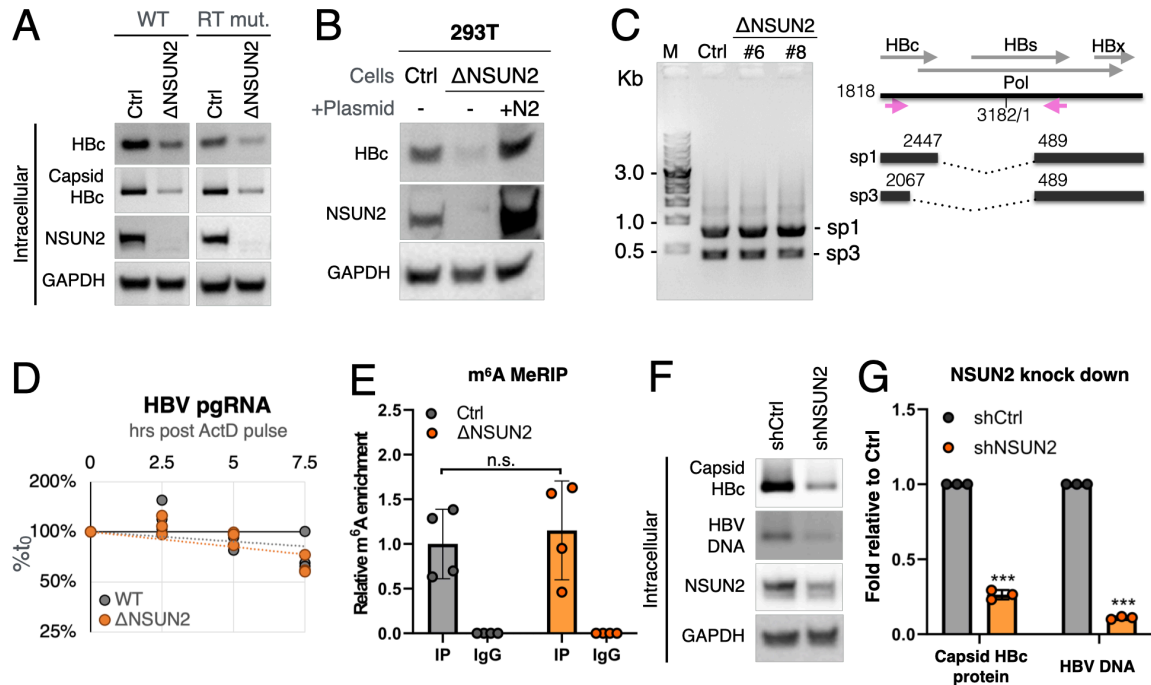 A
WT
RT mut.
Ctrl
ΔNSUN2
Ctrl
ΔNSUN2
Intracellular
HBc
Capsid
HBc
NSUN2
GAPDH
B
293T
Cells Ctrl ΔNSUN2
+Plasmid - - +N2
HBc
NSUN2
GAPDH
C
ΔNSUN2
M Ctrl #6 #8
Kb
3.0 -
1.0 -
0.5 -
- sp1
- sp3
HBc HBs HBx
Pol
1818
3182/1
2447 489
sp1
2067 489
sp3
D
HBV pgRNA
hrs post ActD pulse
0 2.5 5 7.5
200%
100%
50%
25%
%t₀
WT
ΔNSUN2
E
m⁶A MeRIP
Relative m⁶A enrichment
2.5
2.0
1.5
1.0
0.5
0.0
Ctrl
ΔNSUN2
n.s.
IP IgG IP IgG
F
shCtrl
shNSUN2
Intracellular
Capsid
HBc
HBV
DNA
NSUN2
GAPDH
G
NSUN2 knock down
Fold relative to Ctrl
1.5
1.0
0.5
0.0
shCtrl
shNSUN2
***
***
Capsid HBc
protein
HBV DNA